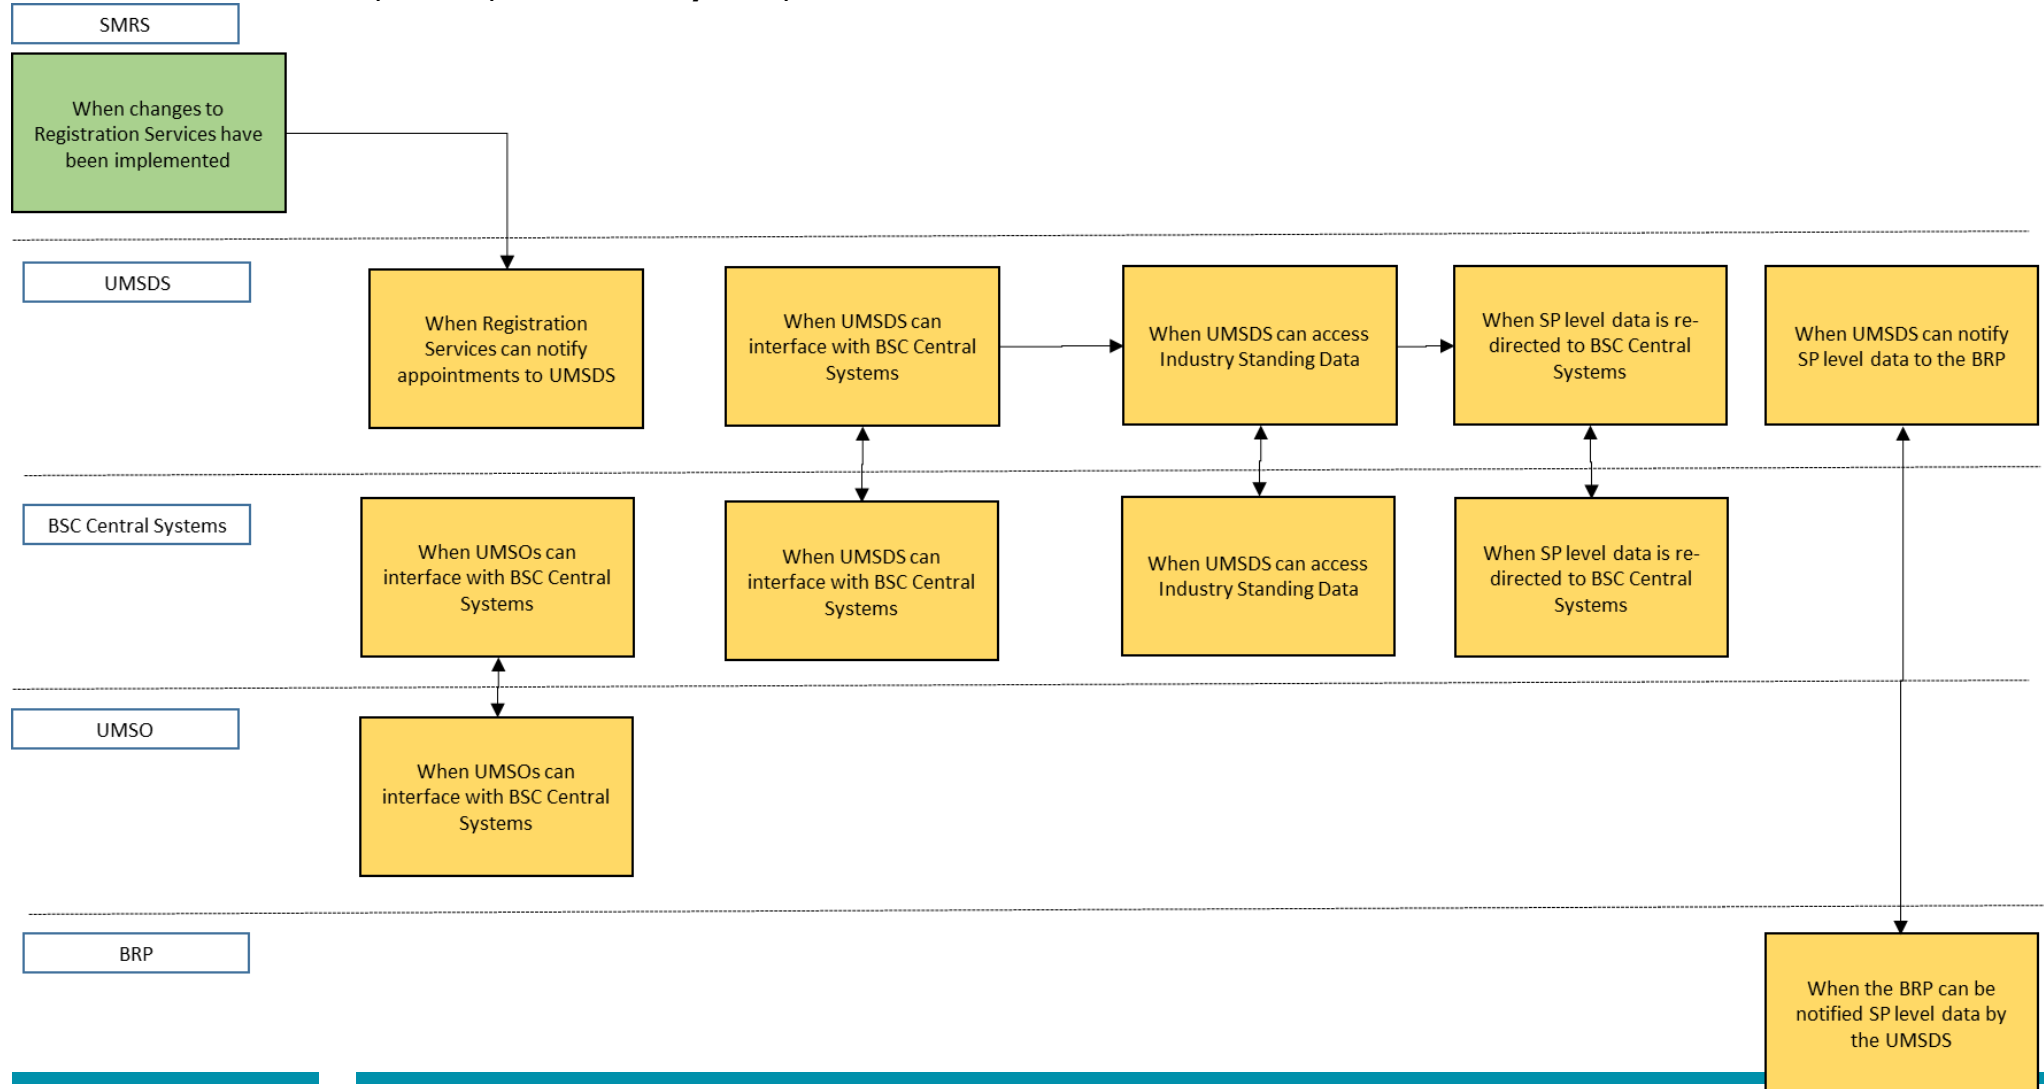 SMRS
When changes to
Registration Services have
been implemented
UMSDS
When Registration
Services can notify
appointments to UMSDS
When UMSDS can
interface with BSC Central
Systems
When UMSDS can access
Industry Standing Data
When SP level data is re-
directed to BSC Central
Systems
When UMSDS can notify
SP level data to the BRP
BSC Central Systems
When UMSOs can
interface with BSC Central
Systems
When UMSDS can
interface with BSC Central
Systems
When UMSDS can access
Industry Standing Data
When SP level data is re-
directed to BSC Central
Systems
UMSO
When UMSOs can
interface with BSC Central
Systems
BRP
When the BRP can be
notified SP level data by
the UMSDS